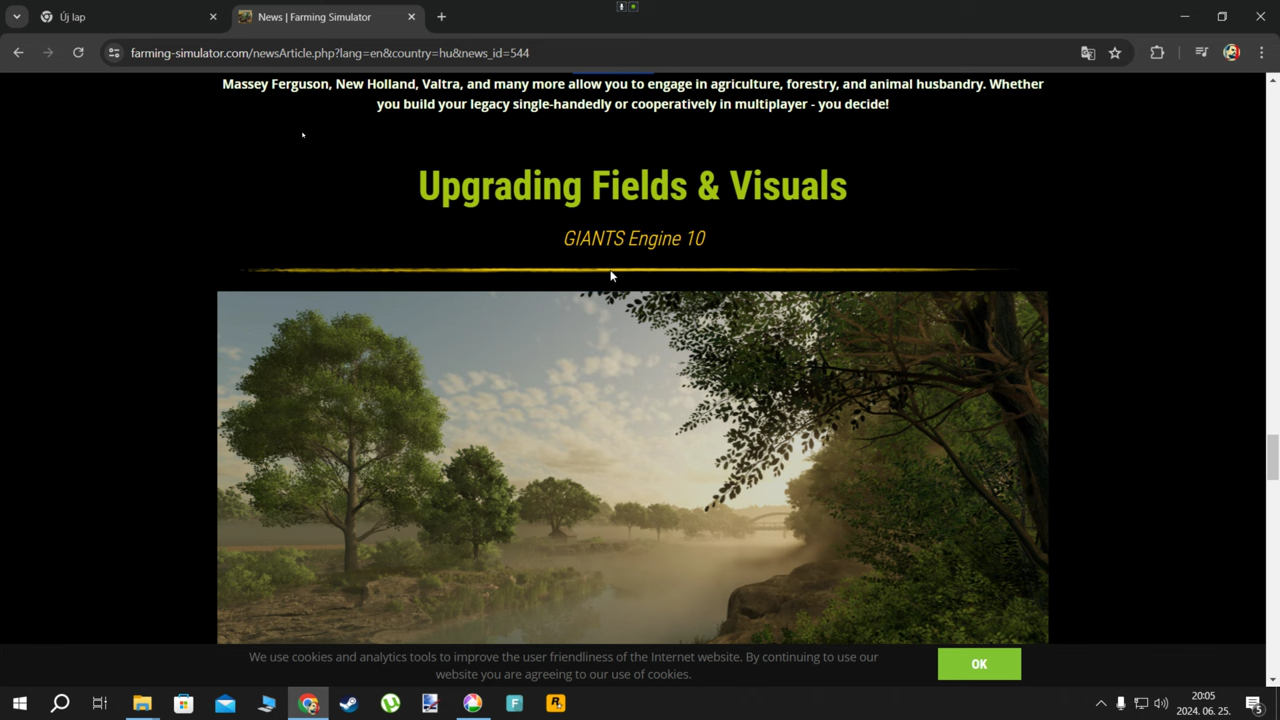 Új lap
News | Farming Simulator
farming-simulator.com/newsArticle.php?lang=en&country=hu&news_id=544
Massey Ferguson, New Holland, Valtra, and many more allow you to engage in agriculture, forestry, and animal husbandry. Whether
you build your legacy single-handedly or cooperatively in multiplayer - you decide!
Upgrading Fields & Visuals
GIANTS Engine 10
We use cookies and analytics tools to improve the user friendliness of the Internet website. By continuing to use our
website you are agreeing to our use of cookies.
OK
F
R
20:05
2024. 06. 25.
5